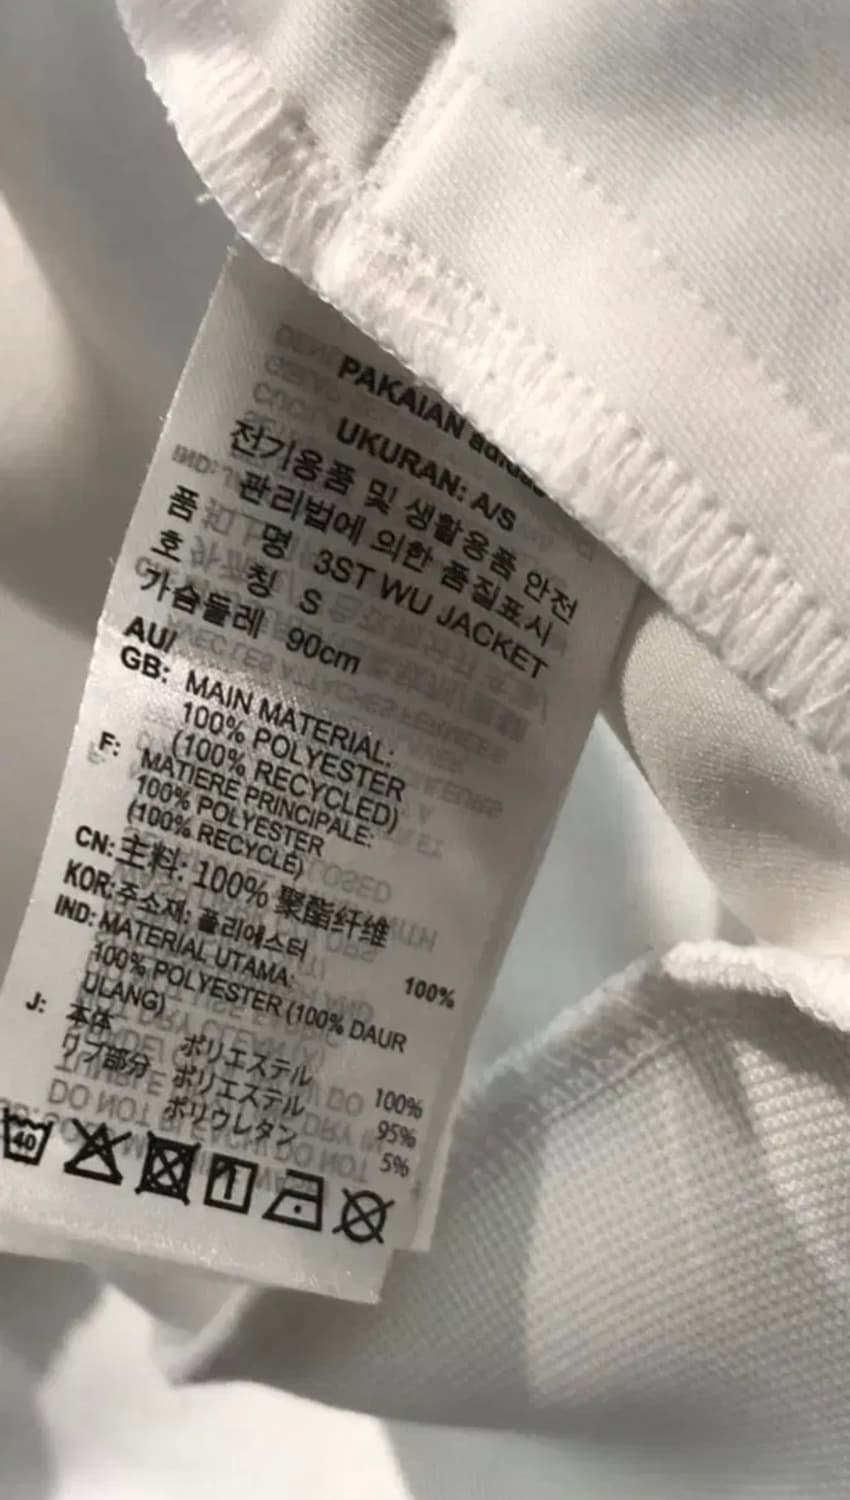 PAKAIAN adidas
UKURAN: A/S
전기용품 및 생활용품 안전
관리법에 의한 품질표시
품 명 3ST WU JACKET
호 칭 S
가슴둘레 90cm
AU/
GB: MAIN MATERIAL:
100% POLYESTER
(100% RECYCLED)
F: MATIERE PRINCIPALE:
100% POLYESTER
(100% RECYCLÉ)
CN: 主料: 100% 聚酯纤维
KOR: 주소재: 폴리에스터 100%
IND: MATERIAL UTAMA:
100% POLYESTER (100% DAUR
ULANG)
J: 本体 ポリエステル 100%
リブ部分 ポリエステル 95%
ポリウレタン 5%
40